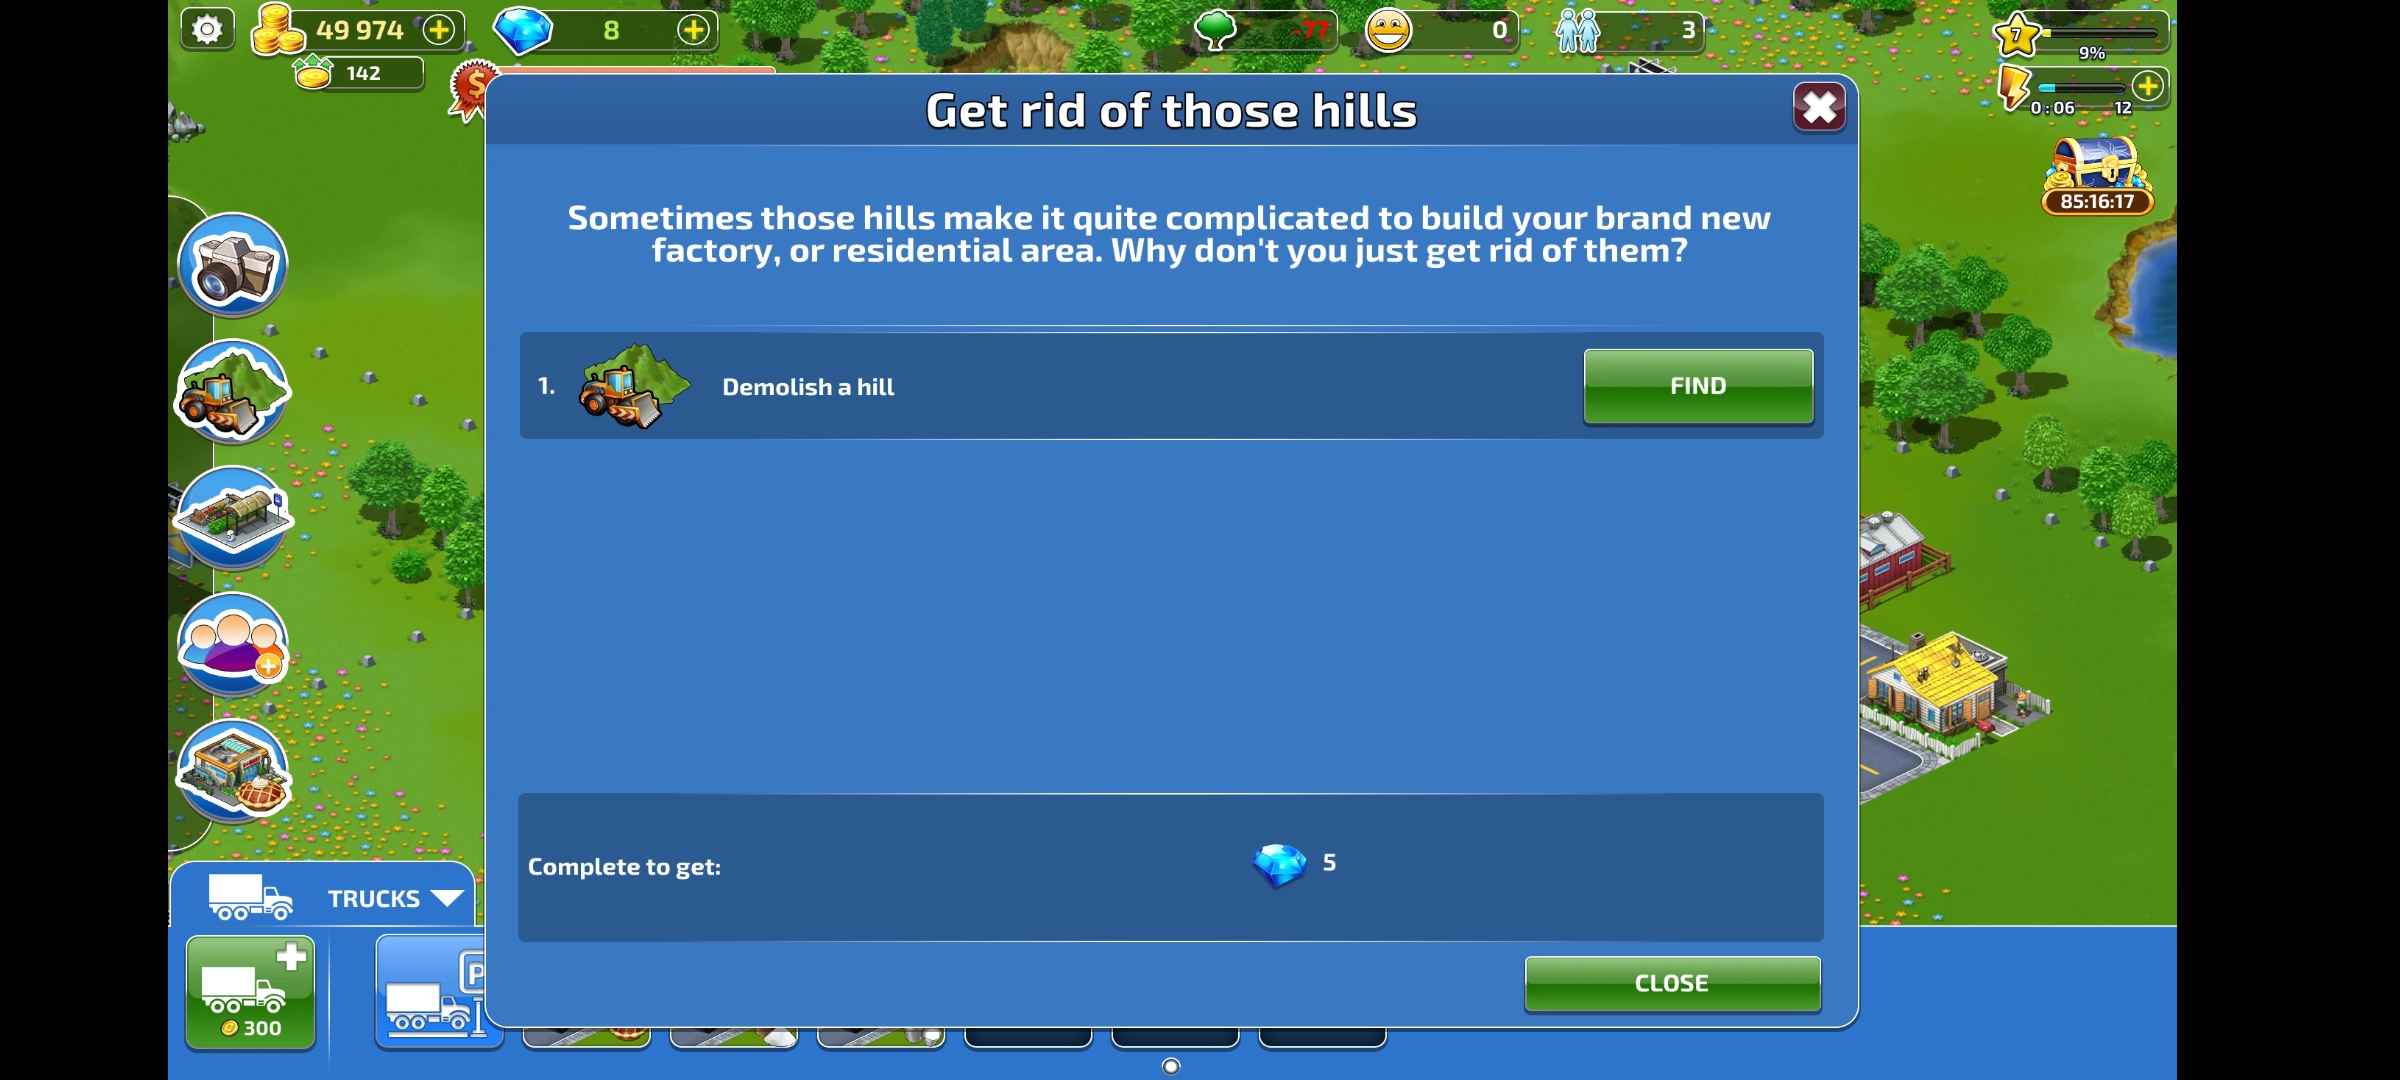 49 974
8
-77
0
3
7
9%
142
$
0:06
12
85:16:17
Get rid of those hills
Sometimes those hills make it quite complicated to build your brand new
factory, or residential area. Why don't you just get rid of them?
1.
Demolish a hill
FIND
Complete to get:
5
CLOSE
TRUCKS
P
300